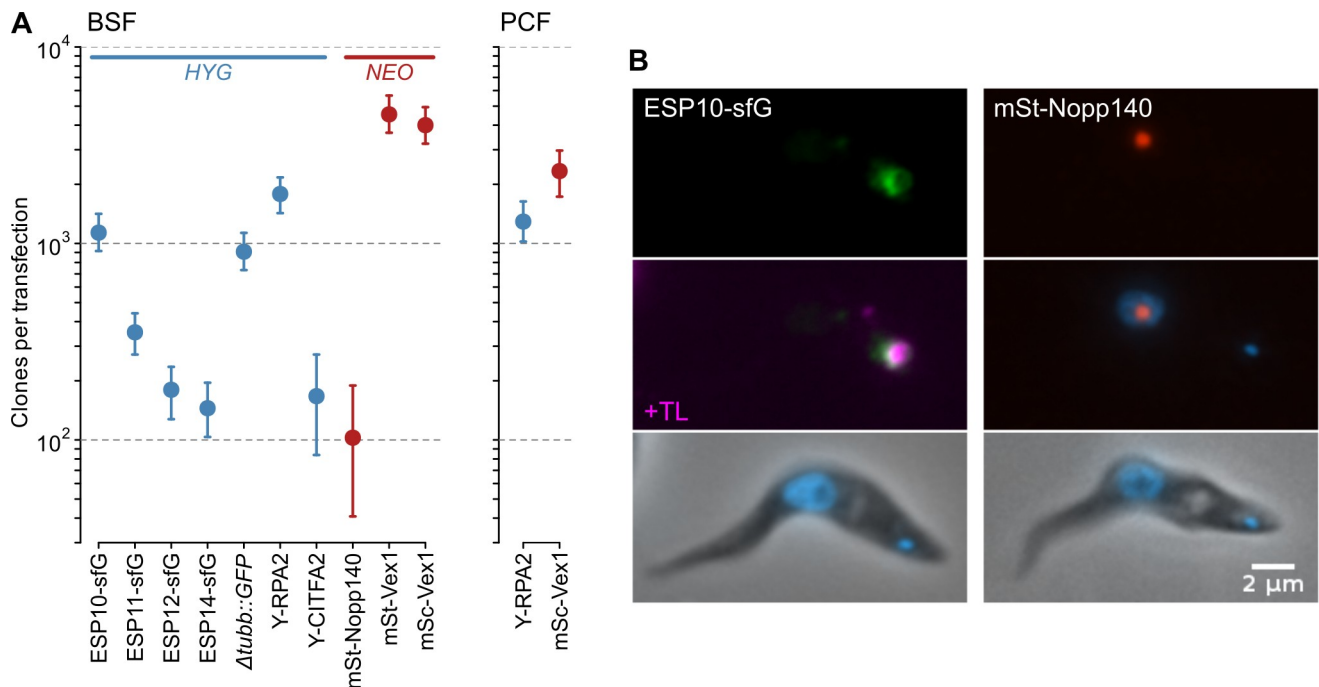 A
BSF
PCF
10⁴
HYG
NEO
10³
10²
Clones per transfection
ESP10-sfG
ESP11-sfG
ESP12-sfG
ESP14-sfG
Δtubb::GFP
Y-RPA2
Y-CITFA2
mSt-Nopp140
mSt-Vex1
mSc-Vex1
Y-RPA2
mSc-Vex1
B
ESP10-sfG
mSt-Nopp140
+TL
2 µm